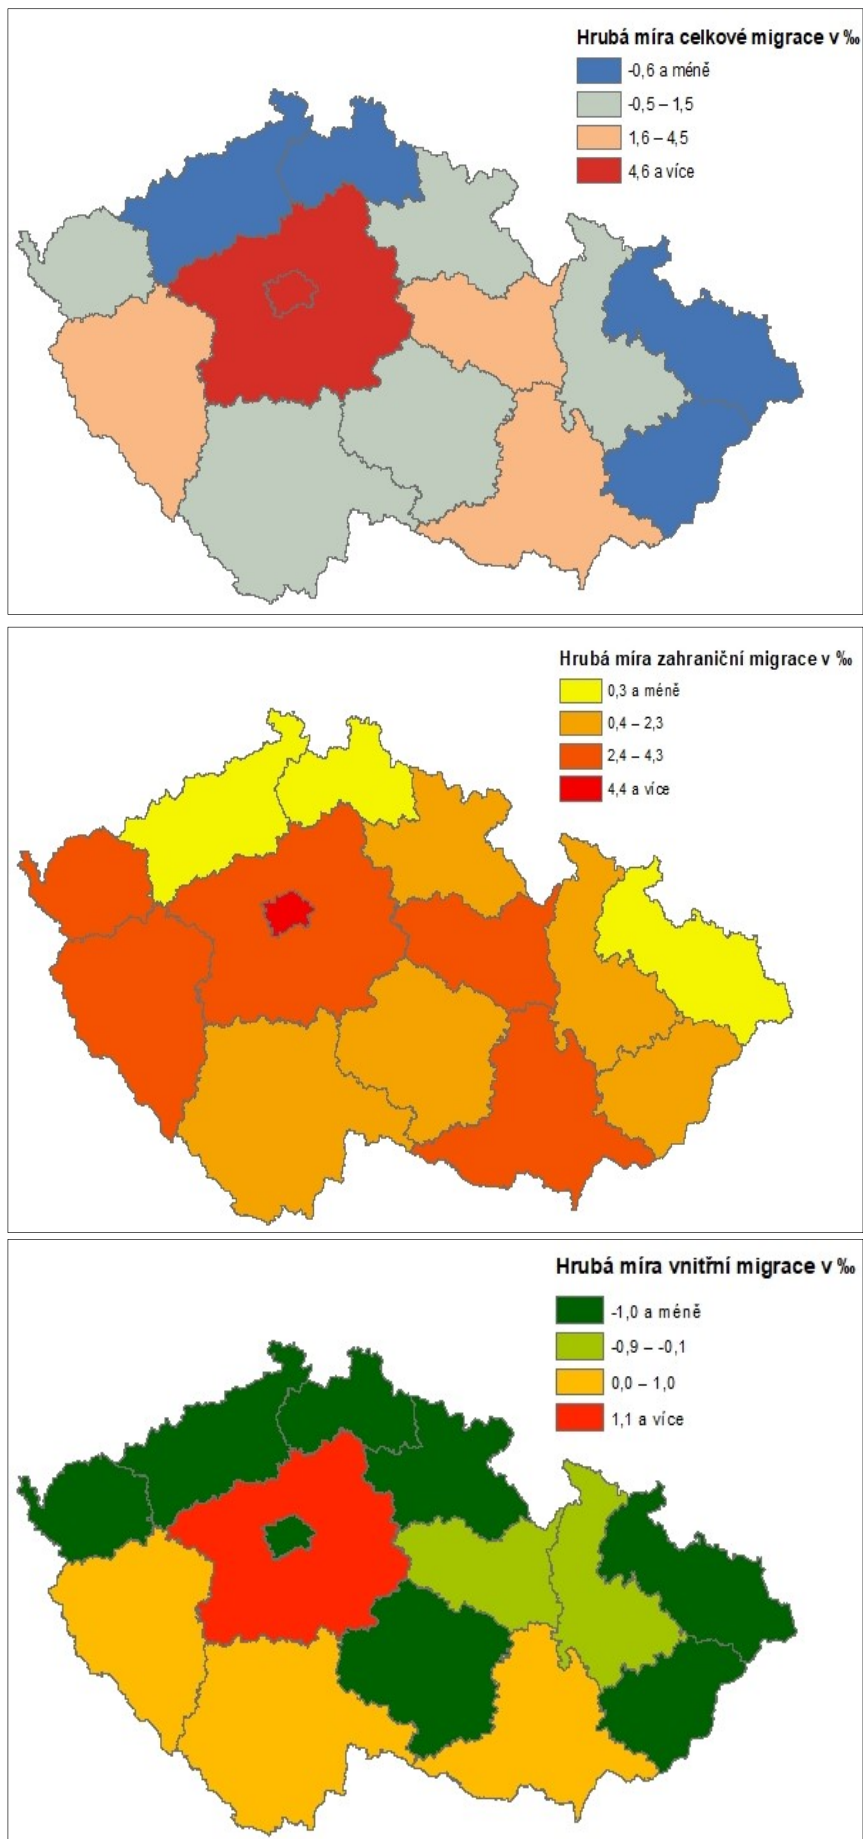 Hrubá míra celkové migrace v ‰
-0,6 a méně
-0,5 – 1,5
1,6 – 4,5
4,6 a více
Hrubá míra zahraniční migrace v ‰
0,3 a méně
0,4 – 2,3
2,4 – 4,3
4,4 a více
Hrubá míra vnitřní migrace v ‰
-1,0 a méně
-0,9 – -0,1
0,0 – 1,0
1,1 a více